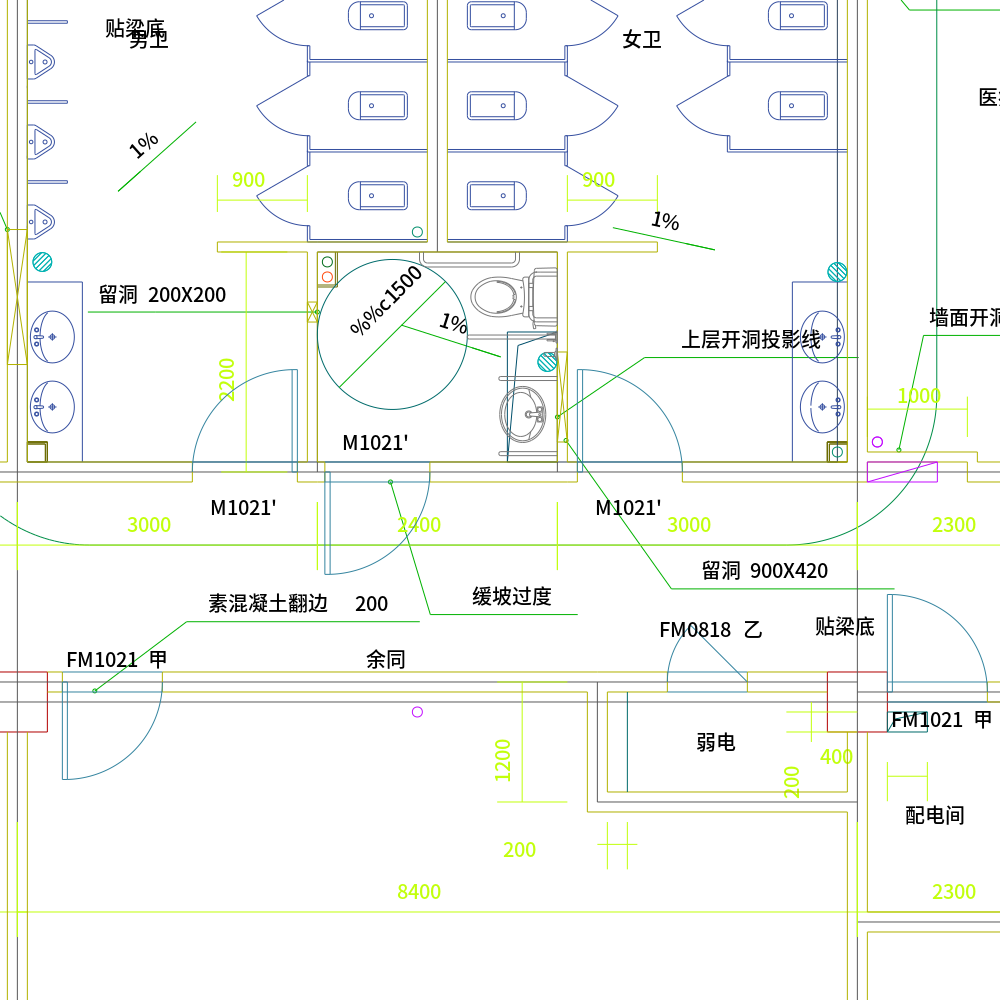 贴梁底
男卫
女卫
医
1%
900
900
1%
留洞 200X200
%%c1500
1%
墙面开洞
上层开洞投影线
2200
1000
M1021'
M1021'
M1021'
3000
2400
3000
2300
留洞 900X420
素混凝土翻边 200
缓坡过度
FM0818 乙
贴梁底
FM1021 甲
余同
FM1021 甲
弱电
1200
400
200
配电间
200
8400
2300